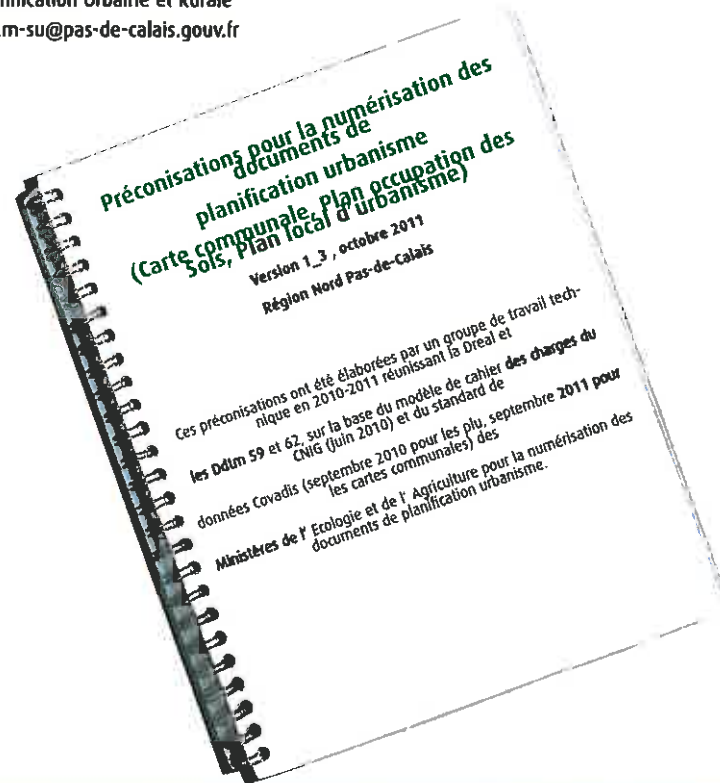 nification Urbaine et Rurale
.m-su@pas-de-calais.gouv.fr
Préconisations pour la numérisation des
documents de
planification urbanisme
(Carte communale, Plan occupation des
Sols, Plan local d'urbanisme)
Version 1_3 , octobre 2011
Région Nord Pas-de-Calais
Ces préconisations ont été élaborées par un groupe de travail tech-
nique en 2010-2011 réunissant la Dreal et
les Ddtm 59 et 62, sur la base du modèle de cahier des charges du
CNIG (juin 2010) et du standard de
données Covadis (septembre 2010 pour les plu, septembre 2011 pour
les cartes communales) des
Ministères de l' Ecologie et de l' Agriculture pour la numérisation des
documents de planification urbanisme.